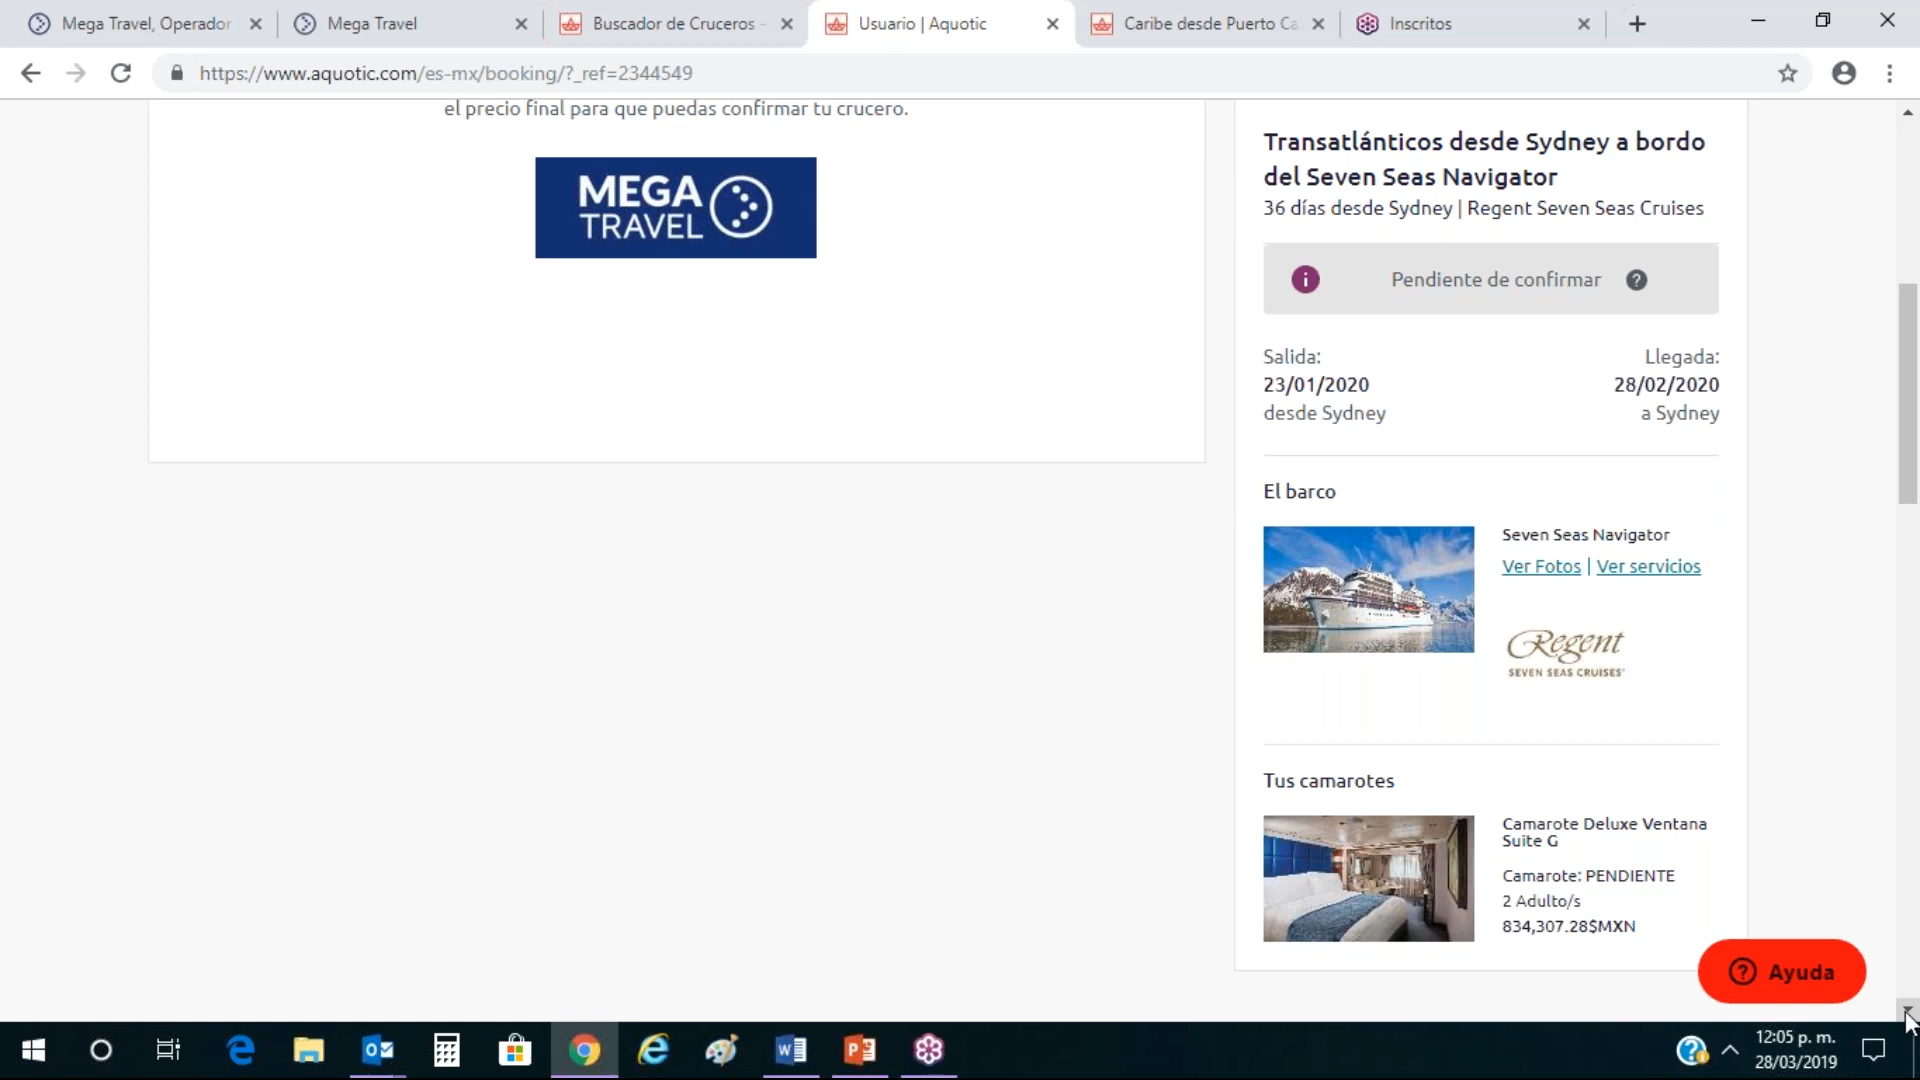 Mega Travel, Operador
Mega Travel
Buscador de Cruceros -
Usuario | Aquotic
Caribe desde Puerto Ca
Inscritos
https://www.aquotic.com/es-mx/booking/?_ref=2344549
el precio final para que puedas confirmar tu crucero.
MEGA
TRAVEL
Transatlánticos desde Sydney a bordo
del Seven Seas Navigator
36 días desde Sydney | Regent Seven Seas Cruises
Pendiente de confirmar
Salida:
Llegada:
23/01/2020
28/02/2020
desde Sydney
a Sydney
El barco
Seven Seas Navigator
Ver Fotos | Ver servicios
Regent
SEVEN SEAS CRUISES
Tus camarotes
Camarote Deluxe Ventana
Suite G
Camarote: PENDIENTE
2 Adulto/s
834,307.28$MXN
Ayuda
12:05 p. m.
28/03/2019